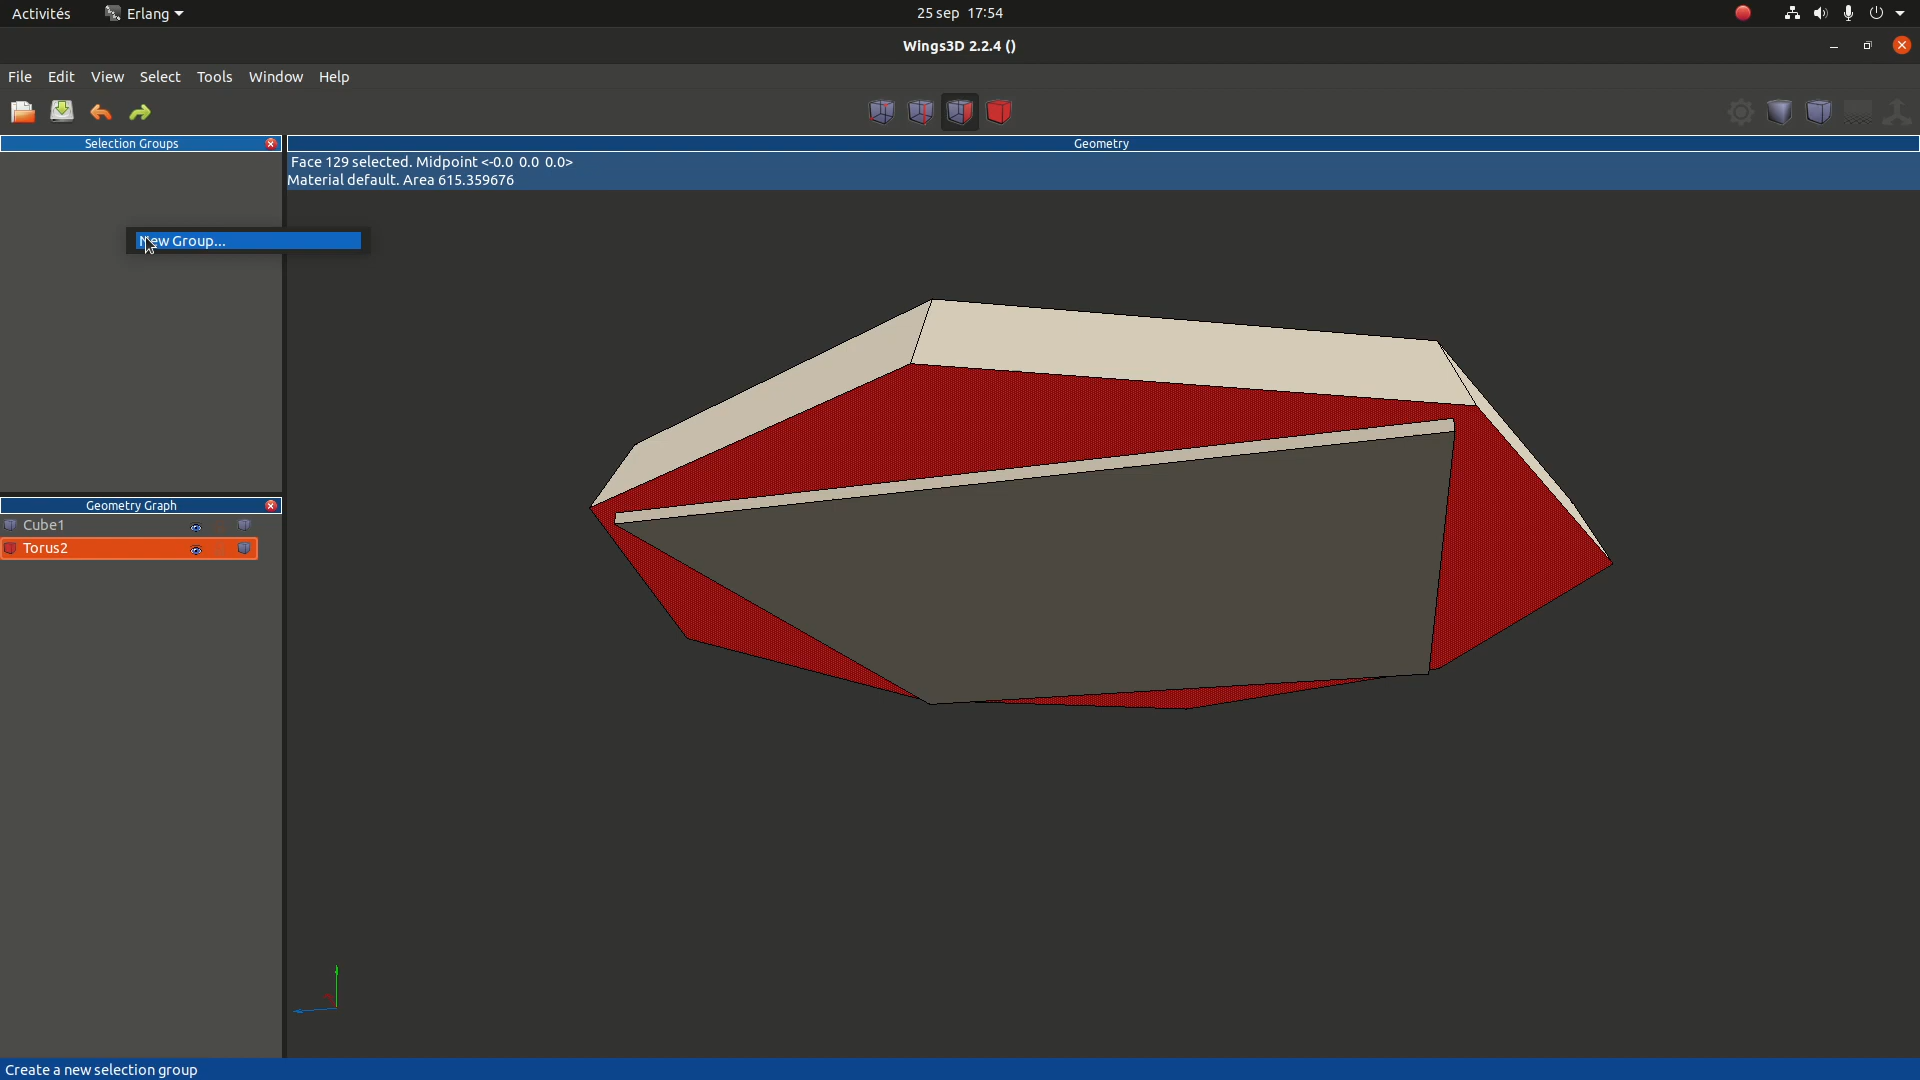 Activités
Erlang
25 sep 17:54
Wings3D 2.2.4 ()
File Edit View Select Tools Window Help
Selection Groups
Geometry
Face 129 selected. Midpoint <-0.0 0.0 0.0>
Material default. Area 615.359676
New Group...
Geometry Graph
Cube1
Torus2
Create a new selection group